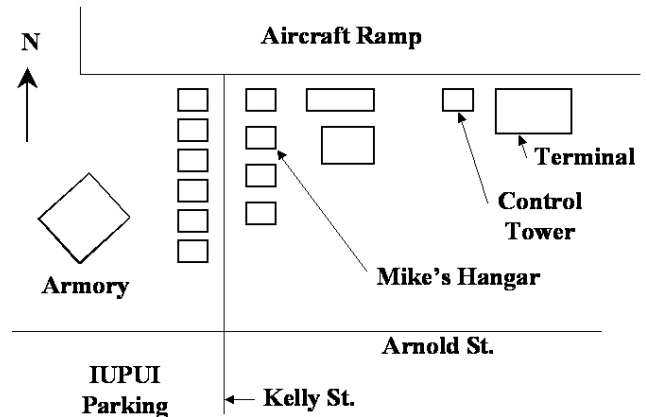 N
Aircraft Ramp
Terminal
Control
Tower
Mike's Hangar
Armory
Arnold St.
IUPUI
Parking
Kelly St.